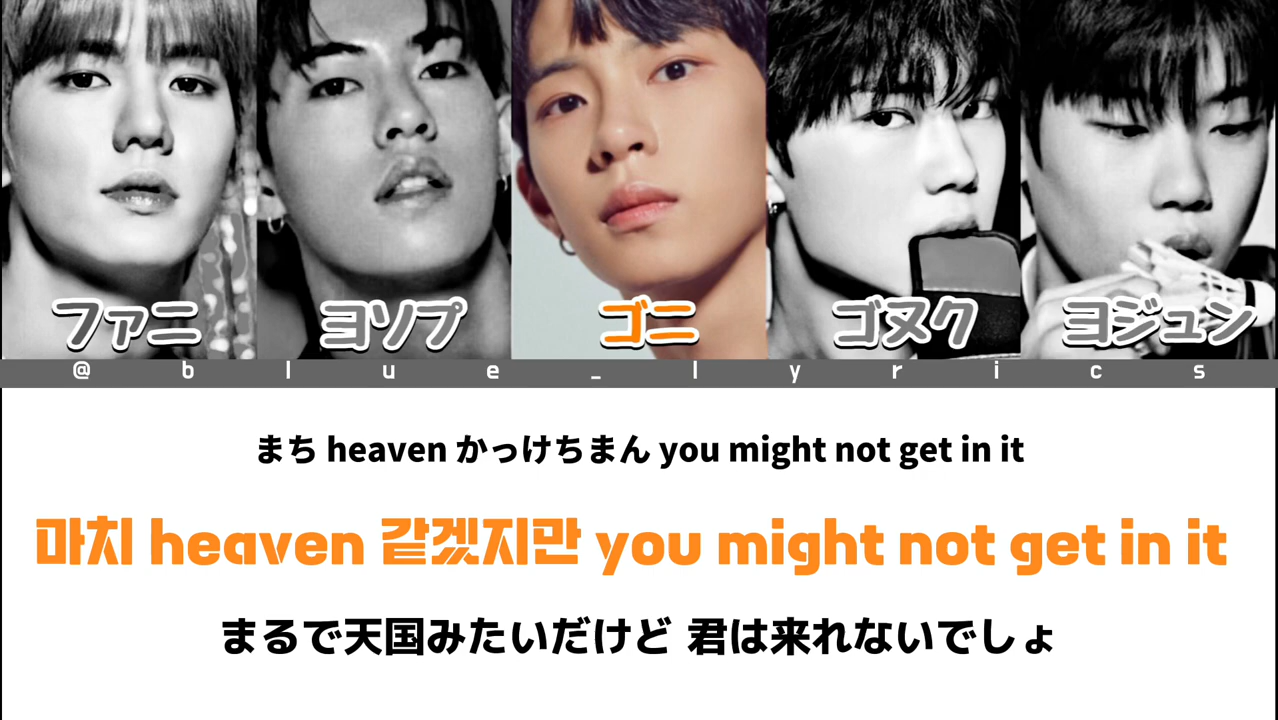 ファニ ヨソプ ゴニ ゴヌク ヨジュン
@blue_lyrics
まち heaven かっけちまん you might not get in it
마치 heaven 같겠지만 you might not get in it
まるで天国みたいだけど 君は来れないでしょ